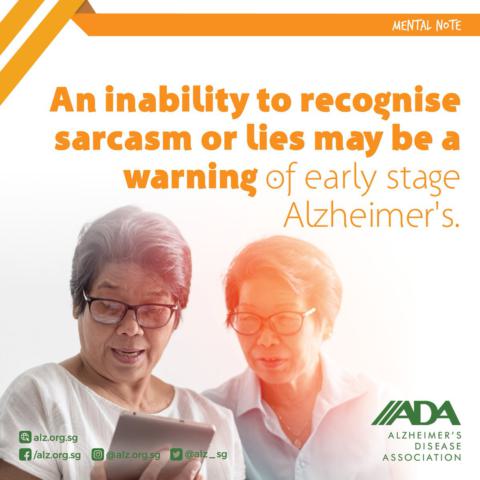 MENTAL NOTE
An inability to recognise
sarcasm or lies may be a
warning of early stage
Alzheimer's.
ADA
ALZHEIMER'S
DISEASE
ASSOCIATION
alz.org.sg
/alz.org.sg @alz.org.sg @alz_sg